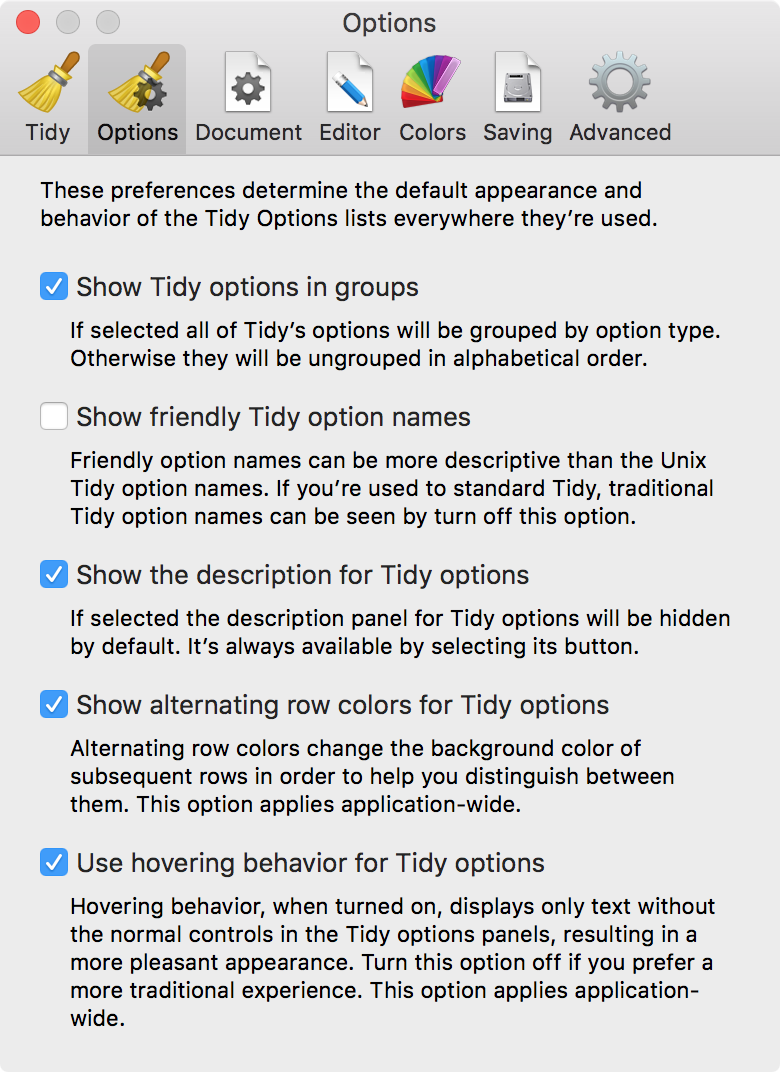 Options
Tidy
Options
Document
Editor
Colors
Saving
Advanced
These preferences determine the default appearance and
behavior of the Tidy Options lists everywhere they’re used.
Show Tidy options in groups
If selected all of Tidy’s options will be grouped by option type.
Otherwise they will be ungrouped in alphabetical order.
Show friendly Tidy option names
Friendly option names can be more descriptive than the Unix
Tidy option names. If you’re used to standard Tidy, traditional
Tidy option names can be seen by turn off this option.
Show the description for Tidy options
If selected the description panel for Tidy options will be hidden
by default. It’s always available by selecting its button.
Show alternating row colors for Tidy options
Alternating row colors change the background color of
subsequent rows in order to help you distinguish between
them. This option applies application-wide.
Use hovering behavior for Tidy options
Hovering behavior, when turned on, displays only text without
the normal controls in the Tidy options panels, resulting in a
more pleasant appearance. Turn this option off if you prefer a
more traditional experience. This option applies application-
wide.